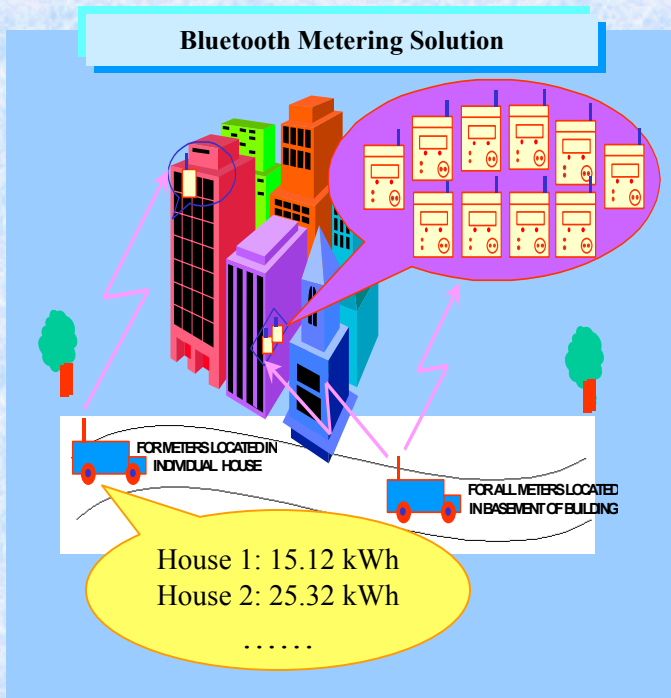 Bluetooth Metering Solution
FOR METERS LOCATED IN
INDIVIDUAL HOUSE
FOR ALL METERS LOCATED
IN BASEMENT OF BUILDING
House 1: 15.12 kWh
House 2: 25.32 kWh
......